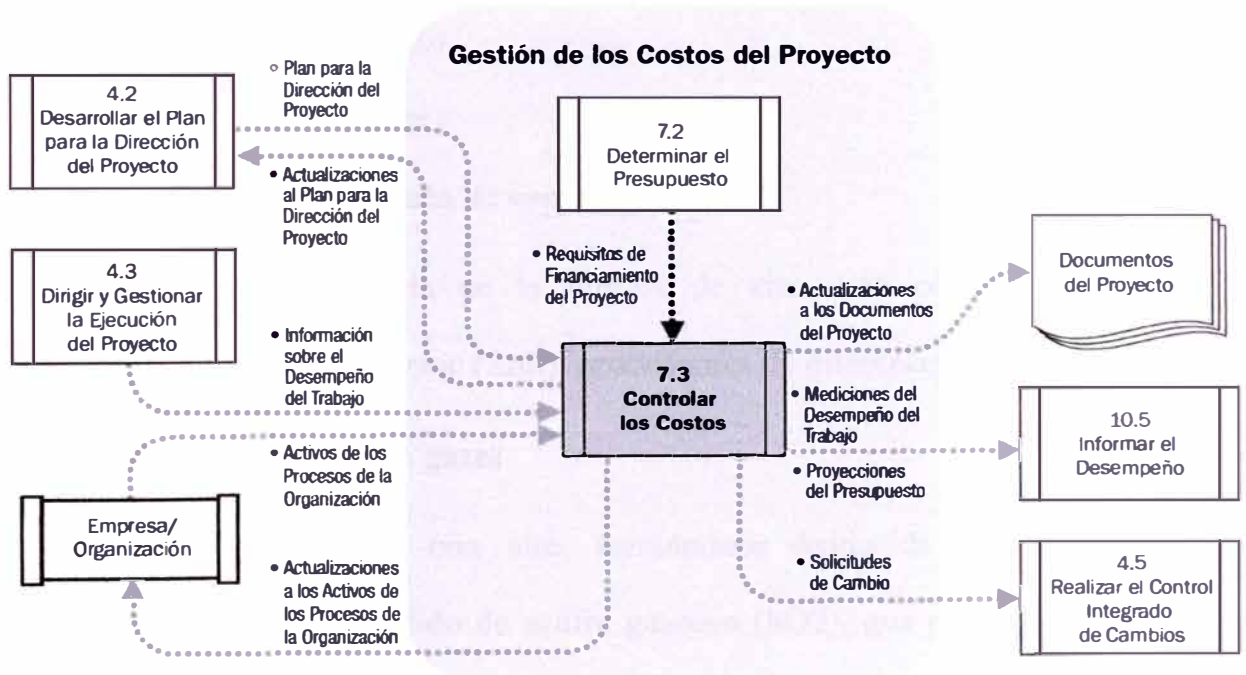 Gestión de los Costos del Proyecto
4.2
Desarrollar el Plan
para la Dirección
del Proyecto
Plan para la
Dirección del
Proyecto
• Actualizaciones
al Plan para la
Dirección del
Proyecto
7.2
Determinar el
Presupuesto
• Requisitos de
Financiamiento
del Proyecto
4.3
Dirigir y Gestionar
la Ejecución
del Proyecto
• Información
sobre el
Desempeño
del Trabajo
7.3
Controlar
los Costos
• Actualizaciones
a los Documentos
del Proyecto
Documentos
del Proyecto
• Mediciones del
Desempeño del
Trabajo
• Proyecciones
del Presupuesto
10.5
Informar el
Desempeño
• Activos de los
Procesos de la
Organización
Empresa/
Organización
• Actualizaciones
a los Activos de
los Procesos de
la Organización
• Solicitudes
de Cambio
4.5
Realizar el Control
Integrado
de Cambios